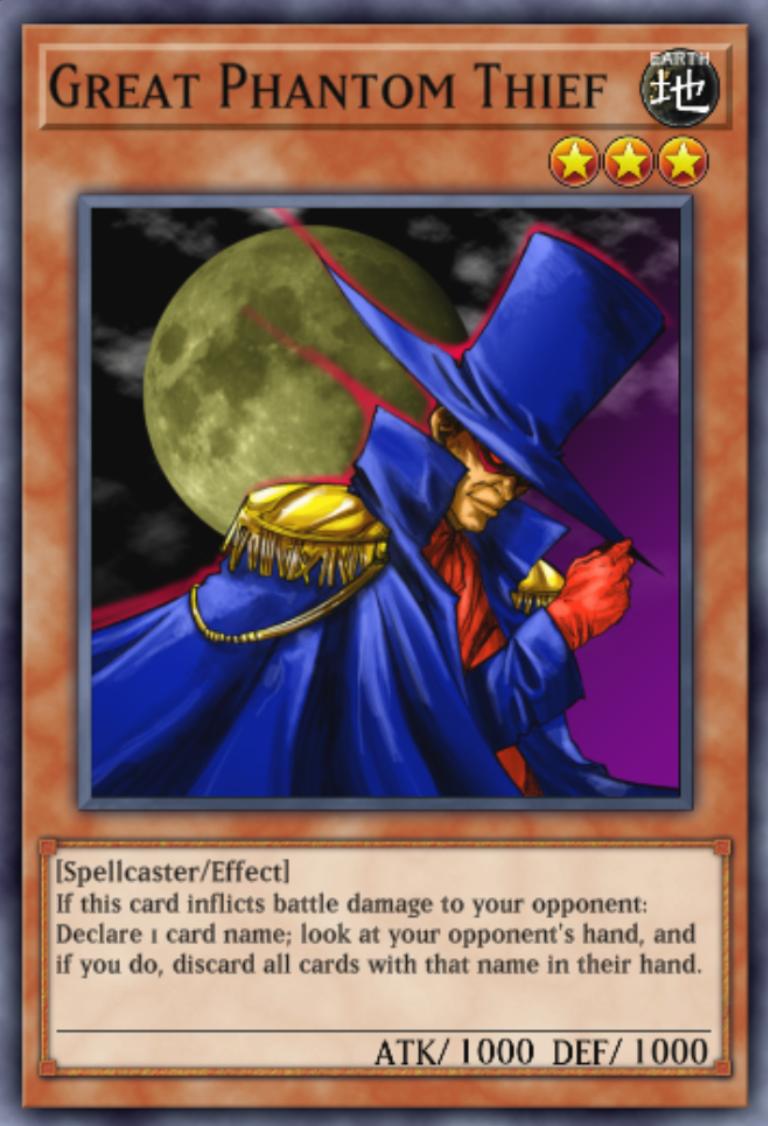 GREAT PHANTOM THIEF
EARTH
地
[Spellcaster/Effect]
If this card inflicts battle damage to your opponent:
Declare 1 card name; look at your opponent's hand, and
if you do, discard all cards with that name in their hand.
ATK/ 1000 DEF/ 1000